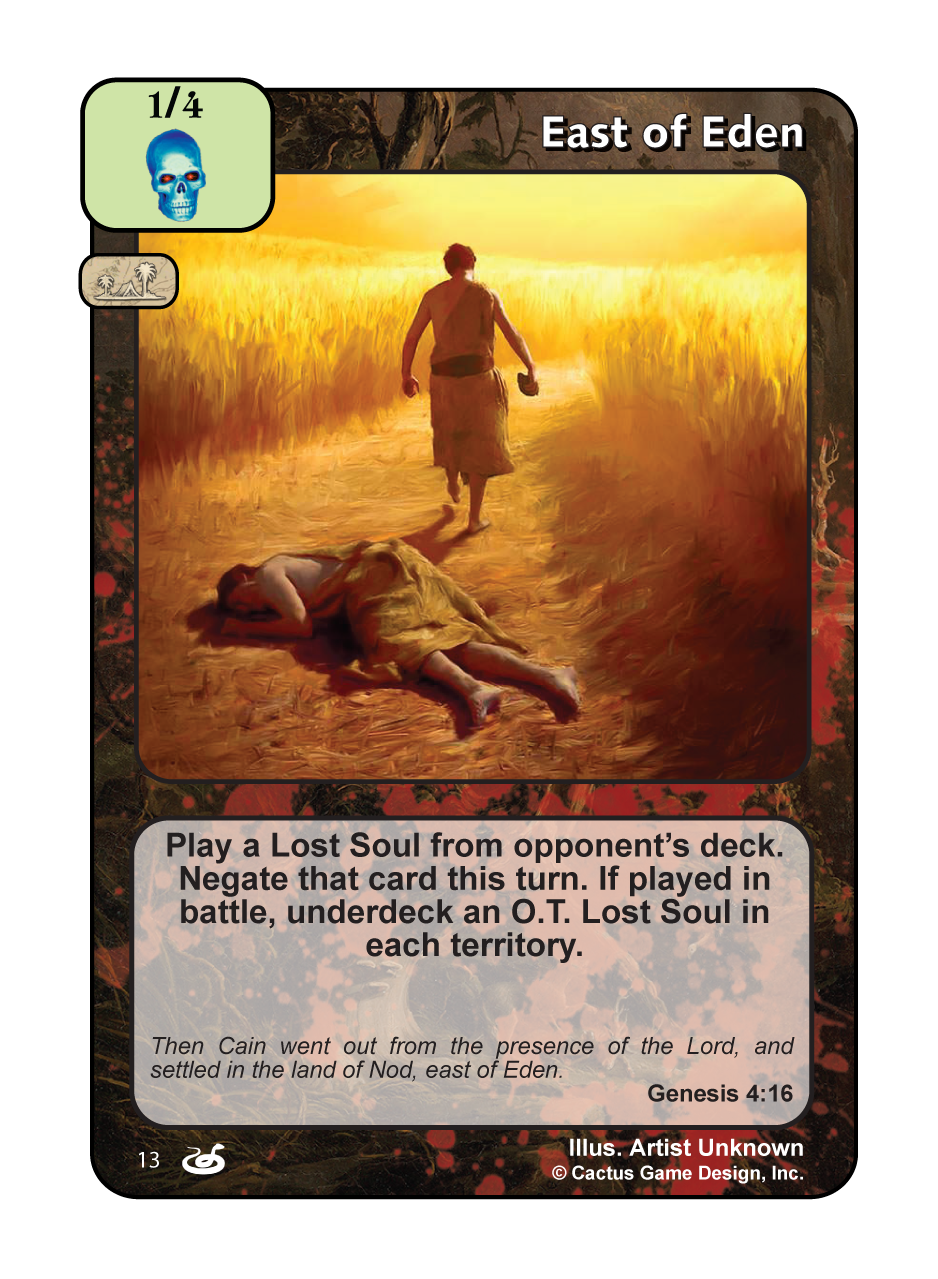 1/4
East of Eden
Play a Lost Soul from opponent's deck.
Negate that card this turn. If played in
battle, underdeck an O.T. Lost Soul in
each territory.
Then Cain went out from the presence of the Lord, and
settled in the land of Nod, east of Eden.
Genesis 4:16
13
Illus. Artist Unknown
© Cactus Game Design, Inc.